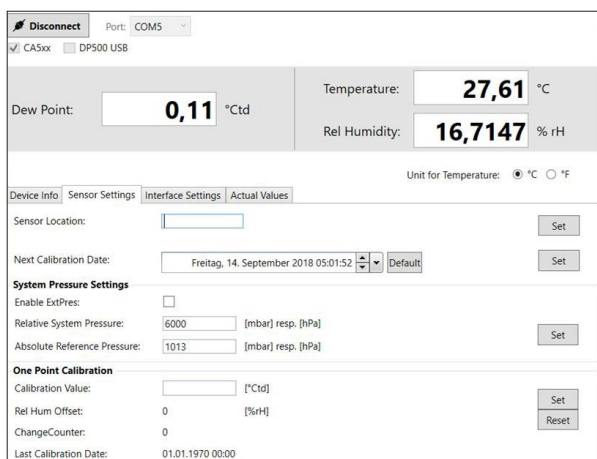 Disconnect Port: COM5
CA5xx DP500 USB
Dew Point: 0,11 °Ctd
Temperature: 27,61 °C
Rel Humidity: 16,7147 % rH
Unit for Temperature: °C °F
Device Info Sensor Settings Interface Settings Actual Values
Sensor Location: Set
Next Calibration Date: Freitag, 14. September 2018 05:01:52 Default Set
System Pressure Settings
Enable ExtPres:
Relative System Pressure: 6000 [mbar] resp. [hPa]
Set
Absolute Reference Pressure: 1013 [mbar] resp. [hPa]
One Point Calibration
Calibration Value: [°Ctd]
Set
Rel Hum Offset: 0 [%rH]
Reset
ChangeCounter: 0
Last Calibration Date: 01.01.1970 00:00